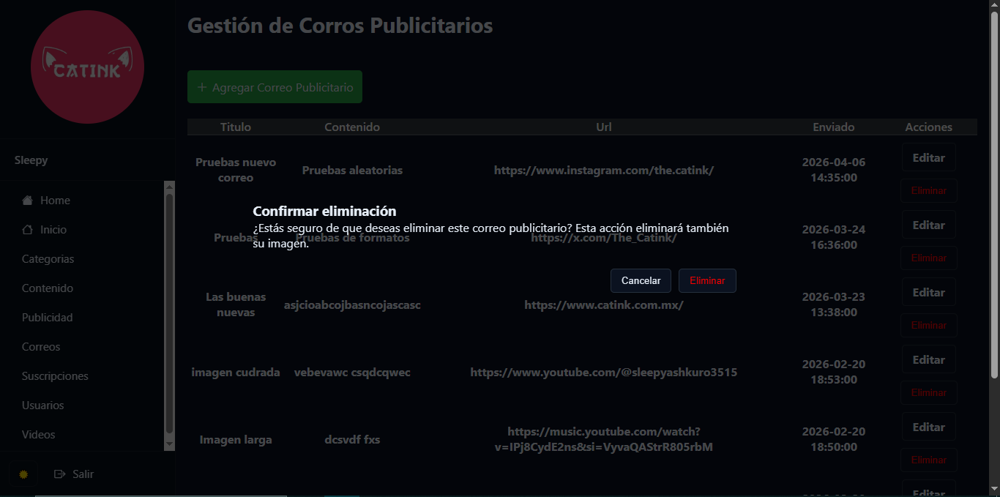 CATINK
Sleepy
Home
Inicio
Categorias
Contenido
Publicidad
Correos
Suscripciones
Usuarios
Videos
Salir
Gestión de Corros Publicitarios
+ Agregar Correo Publicitario
Titulo Contenido Url Enviado Acciones
Pruebas nuevo
correo
Pruebas aleatorias
https://www.instagram.com/the.catink/
2026-04-06
14:35:00
Editar
Eliminar
Confirmar eliminación
¿Estás seguro de que deseas eliminar este correo publicitario? Esta acción eliminará también
su imagen.
Cancelar Eliminar
Pruebas
Pruebas de formatos
https://x.com/The_Catink/
2026-03-24
16:36:00
Editar
Eliminar
Las buenas
nuevas
asjcioabcojbasncojascasc
https://www.catink.com.mx/
2026-03-23
13:38:00
Editar
Eliminar
imagen cudrada
vebevawc csqdcqwec
https://www.youtube.com/@sleepyashkuro3515
2026-02-20
18:53:00
Editar
Eliminar
Imagen larga
dcsvdf fxs
https://music.youtube.com/watch?
v=IPj8CydE2ns&si=VyvaQAStrR805rbM
2026-02-20
18:50:00
Editar
Eliminar
Editar